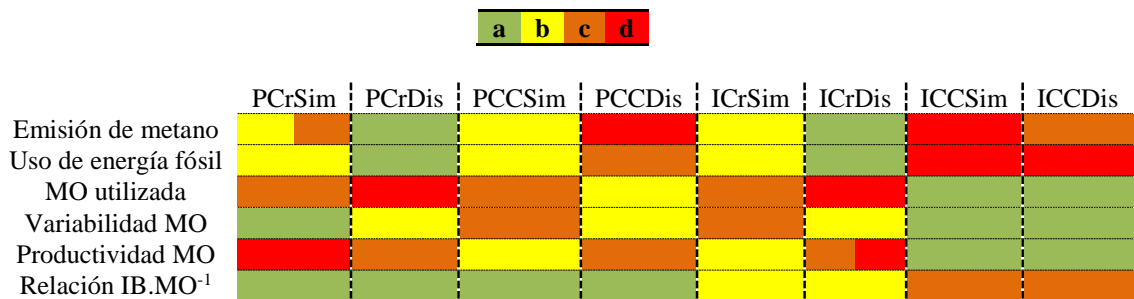 a b c d
PCrSim PCrDis PCCSim PCCDis ICrSim ICrDis ICCSim ICCDis
Emisión de metano
Uso de energía fósil
MO utilizada
Variabilidad MO
Productividad MO
Relación IB.MO⁻¹